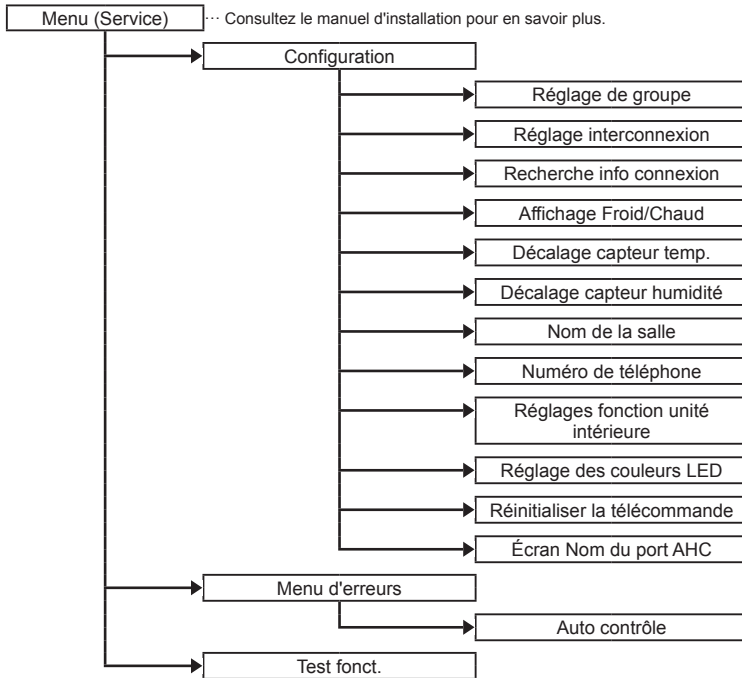 Menu (Service)
··· Consultez le manuel d'installation pour en savoir plus.
Configuration
Réglage de groupe
Réglage interconnexion
Recherche info connexion
Affichage Froid/Chaud
Décalage capteur temp.
Décalage capteur humidité
Nom de la salle
Numéro de téléphone
Réglages fonction unité
intérieure
Réglage des couleurs LED
Réinitialiser la télécommande
Écran Nom du port AHC
Menu d'erreurs
Auto contrôle
Test fonct.